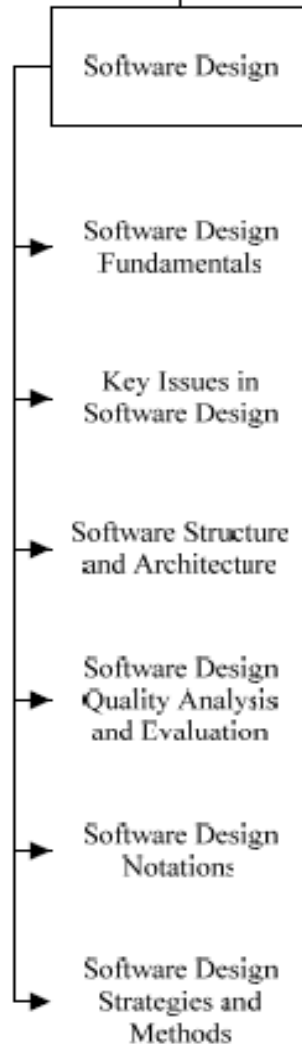 Software Design
Software Design
Fundamentals
Key Issues in
Software Design
Software Structure
and Architecture
Software Design
Quality Analysis
and Evaluation
Software Design
Notations
Software Design
Strategies and
Methods